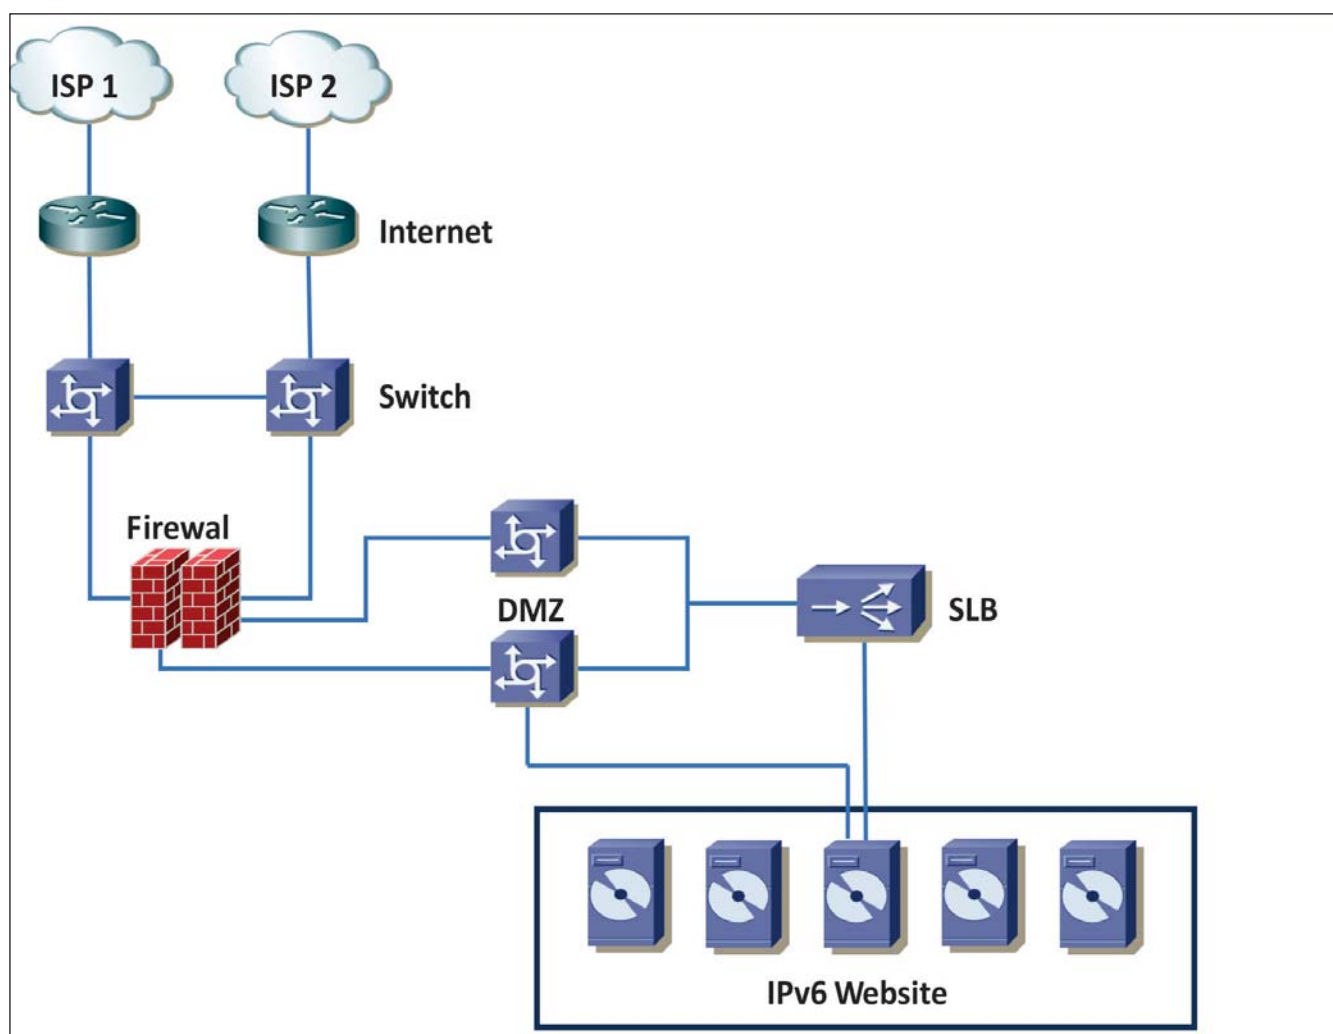 ISP 1
ISP 2
Internet
Switch
Firewal
DMZ
SLB
IPv6 Website